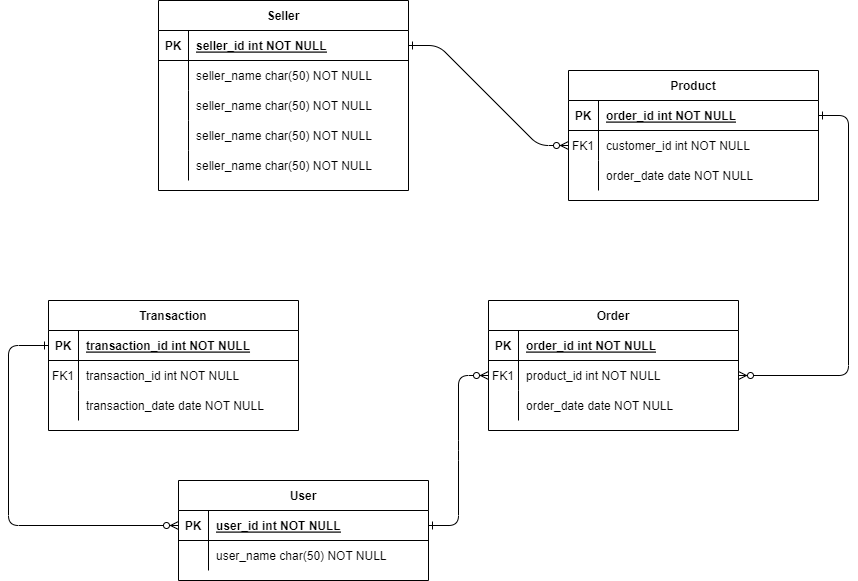 Seller
PK seller_id int NOT NULL
seller_name char(50) NOT NULL
seller_name char(50) NOT NULL
seller_name char(50) NOT NULL
seller_name char(50) NOT NULL
Product
PK order_id int NOT NULL
FK1 customer_id int NOT NULL
order_date date NOT NULL
Transaction
PK transaction_id int NOT NULL
FK1 transaction_id int NOT NULL
transaction_date date NOT NULL
Order
PK order_id int NOT NULL
FK1 product_id int NOT NULL
order_date date NOT NULL
User
PK user_id int NOT NULL
user_name char(50) NOT NULL